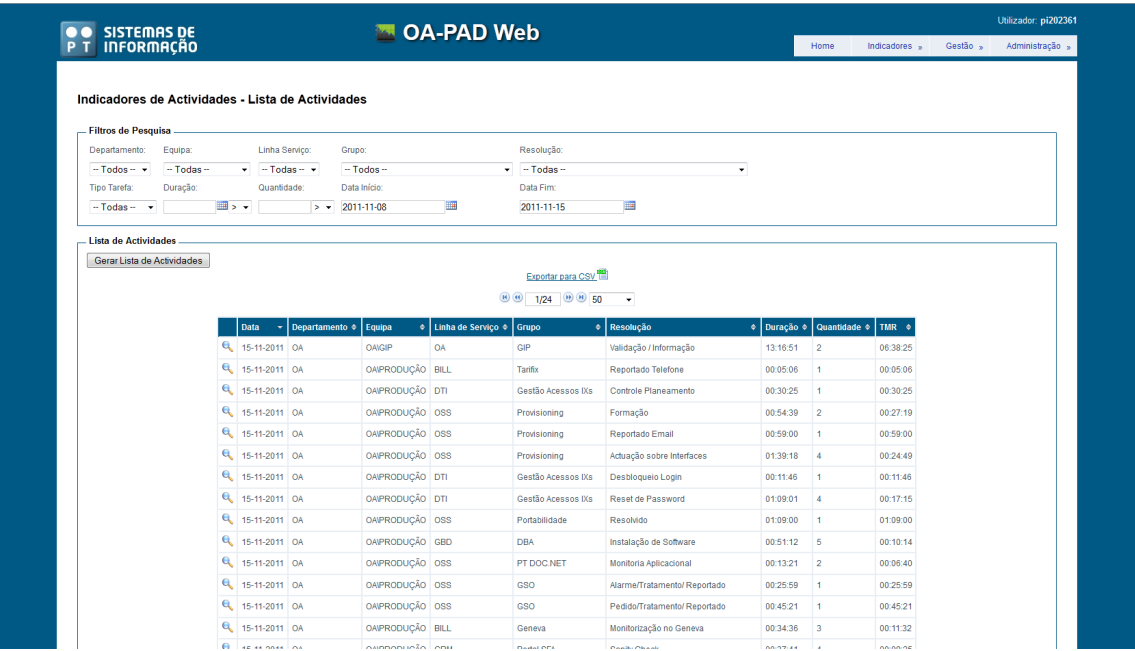 Utilizador: pi202361
SISTEMAS DE
PT INFORMAÇÃO
OA-PAD Web
Home Indicadores » Gestão » Administração »
Indicadores de Actividades - Lista de Actividades
Filtros de Pesquisa
Departamento: Equipa: Linha Serviço: Grupo: Resolução:
-- Todos -- -- Todas -- -- Todas -- -- Todos -- -- Todas --
Tipo Tarefa: Duração: Quantidade: Data Início: Data Fim:
-- Todas -- > > 2011-11-08 2011-11-15
Lista de Actividades
Gerar Lista de Actividades
Exportar para CSV
1/24 50
Data Departamento Equipa Linha de Serviço Grupo Resolução Duração Quantidade TMR
15-11-2011 OA OA\GIP OA GIP Validação / Informação 13:16:51 2 06:38:25
15-11-2011 OA OA\PRODUÇÃO BILL Tarifix Reportado Telefone 00:05:06 1 00:05:06
15-11-2011 OA OA\PRODUÇÃO DTI Gestão Acessos IXs Controle Planeamento 00:30:25 1 00:30:25
15-11-2011 OA OA\PRODUÇÃO OSS Provisioning Formação 00:54:39 2 00:27:19
15-11-2011 OA OA\PRODUÇÃO OSS Provisioning Reportado Email 00:59:00 1 00:59:00
15-11-2011 OA OA\PRODUÇÃO OSS Provisioning Actuação sobre Interfaces 01:39:18 4 00:24:49
15-11-2011 OA OA\PRODUÇÃO DTI Gestão Acessos IXs Desbloqueio Login 00:11:46 1 00:11:46
15-11-2011 OA OA\PRODUÇÃO DTI Gestão Acessos IXs Reset de Password 01:09:01 4 00:17:15
15-11-2011 OA OA\PRODUÇÃO OSS Portabilidade Resolvido 01:09:00 1 01:09:00
15-11-2011 OA OA\PRODUÇÃO GBD DBA Instalação de Software 00:51:12 5 00:10:14
15-11-2011 OA OA\PRODUÇÃO OSS PT DOC.NET Monitoria Aplicacional 00:13:21 2 00:06:40
15-11-2011 OA OA\PRODUÇÃO OSS GSO Alarme/Tratamento/ Reportado 00:25:59 1 00:25:59
15-11-2011 OA OA\PRODUÇÃO OSS GSO Pedido/Tratamento/ Reportado 00:45:21 1 00:45:21
15-11-2011 OA OA\PRODUÇÃO BILL Geneva Monitorização no Geneva 00:34:36 3 00:11:32